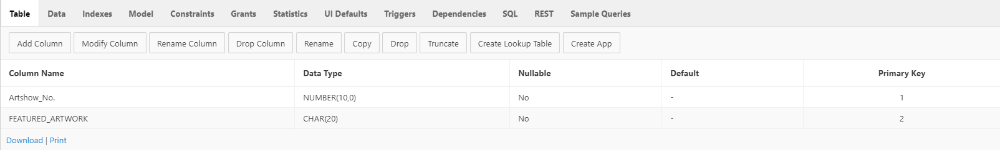 Table Data Indexes Model Constraints Grants Statistics UI Defaults Triggers Dependencies SQL REST Sample Queries
Add Column Modify Column Rename Column Drop Column Rename Copy Drop Truncate Create Lookup Table Create App
Column Name Data Type Nullable Default Primary Key
Artshow_No. NUMBER(10,0) No - 1
FEATURED_ARTWORK CHAR(20) No - 2
Download | Print